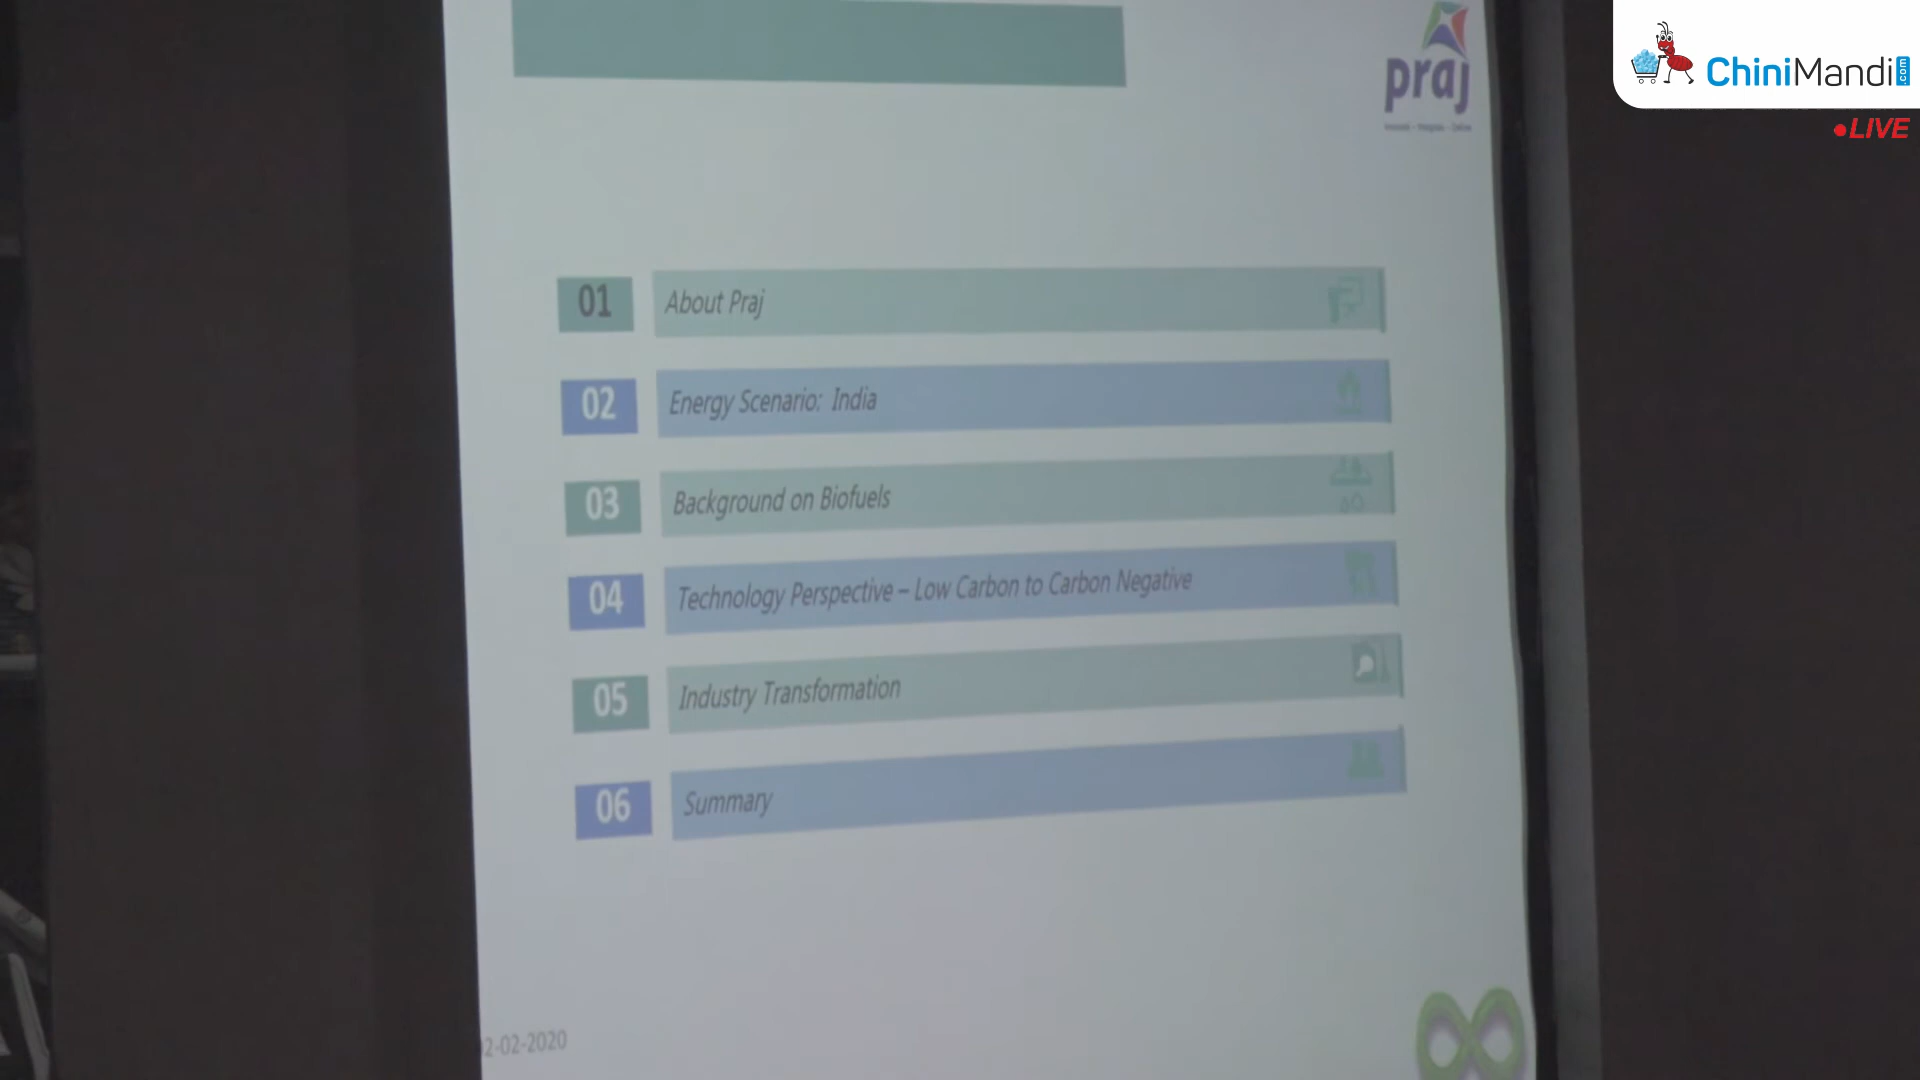 praj
ChiniMandi.com
LIVE
01 About Praj
02 Energy Scenario: India
03 Background on Biofuels
04 Technology Perspective – Low Carbon to Carbon Negative
05 Industry Transformation
06 Summary
2-02-2020